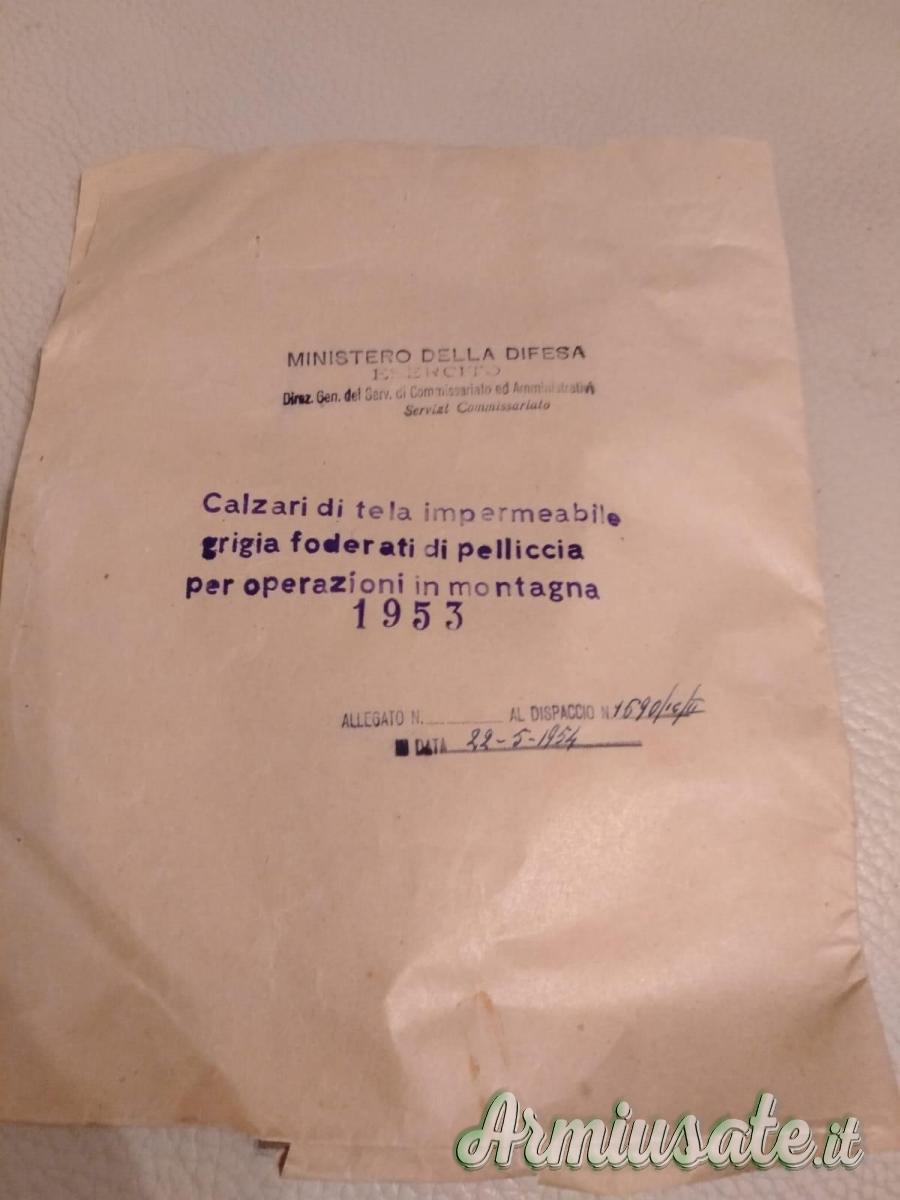 MINISTERO DELLA DIFESA
ESERCITO
Direz. Gen. del Serv. di Commissariato ed Amministrativi
Servizi Commissariato
Calzari di tela impermeabile
grigia foderati di pelliccia
per operazioni in montagna
1953
ALLEGATO N. AL DISPACCIO N. 1690/
DATA 22-5-1954
Armiusate.it